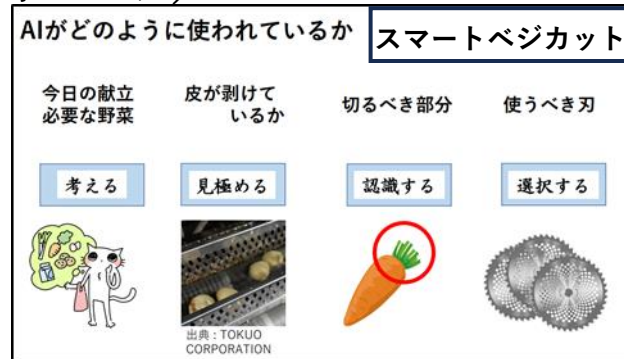 AIがどのように使われているか
スマートベジカット
今日の献立
必要な野菜
皮が剥けて
いるか
切るべき部分
使うべき刃
考える
見極める
認識する
選択する
出典：TOKUO
CORPORATION